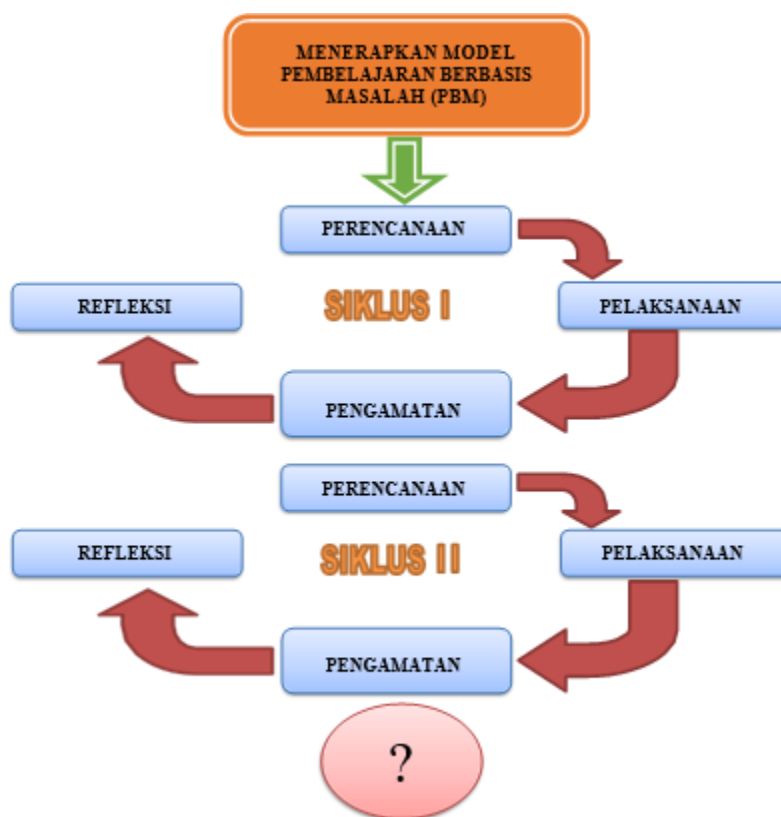 MENERAPKAN MODEL
PEMBELAJARAN BERBASIS
MASALAH (PBM)
PERENCANAAN
REFLEKSI
SIKLUS I
PELAKSANAAN
PENGAMATAN
PERENCANAAN
REFLEKSI
SIKLUS II
PELAKSANAAN
PENGAMATAN
?